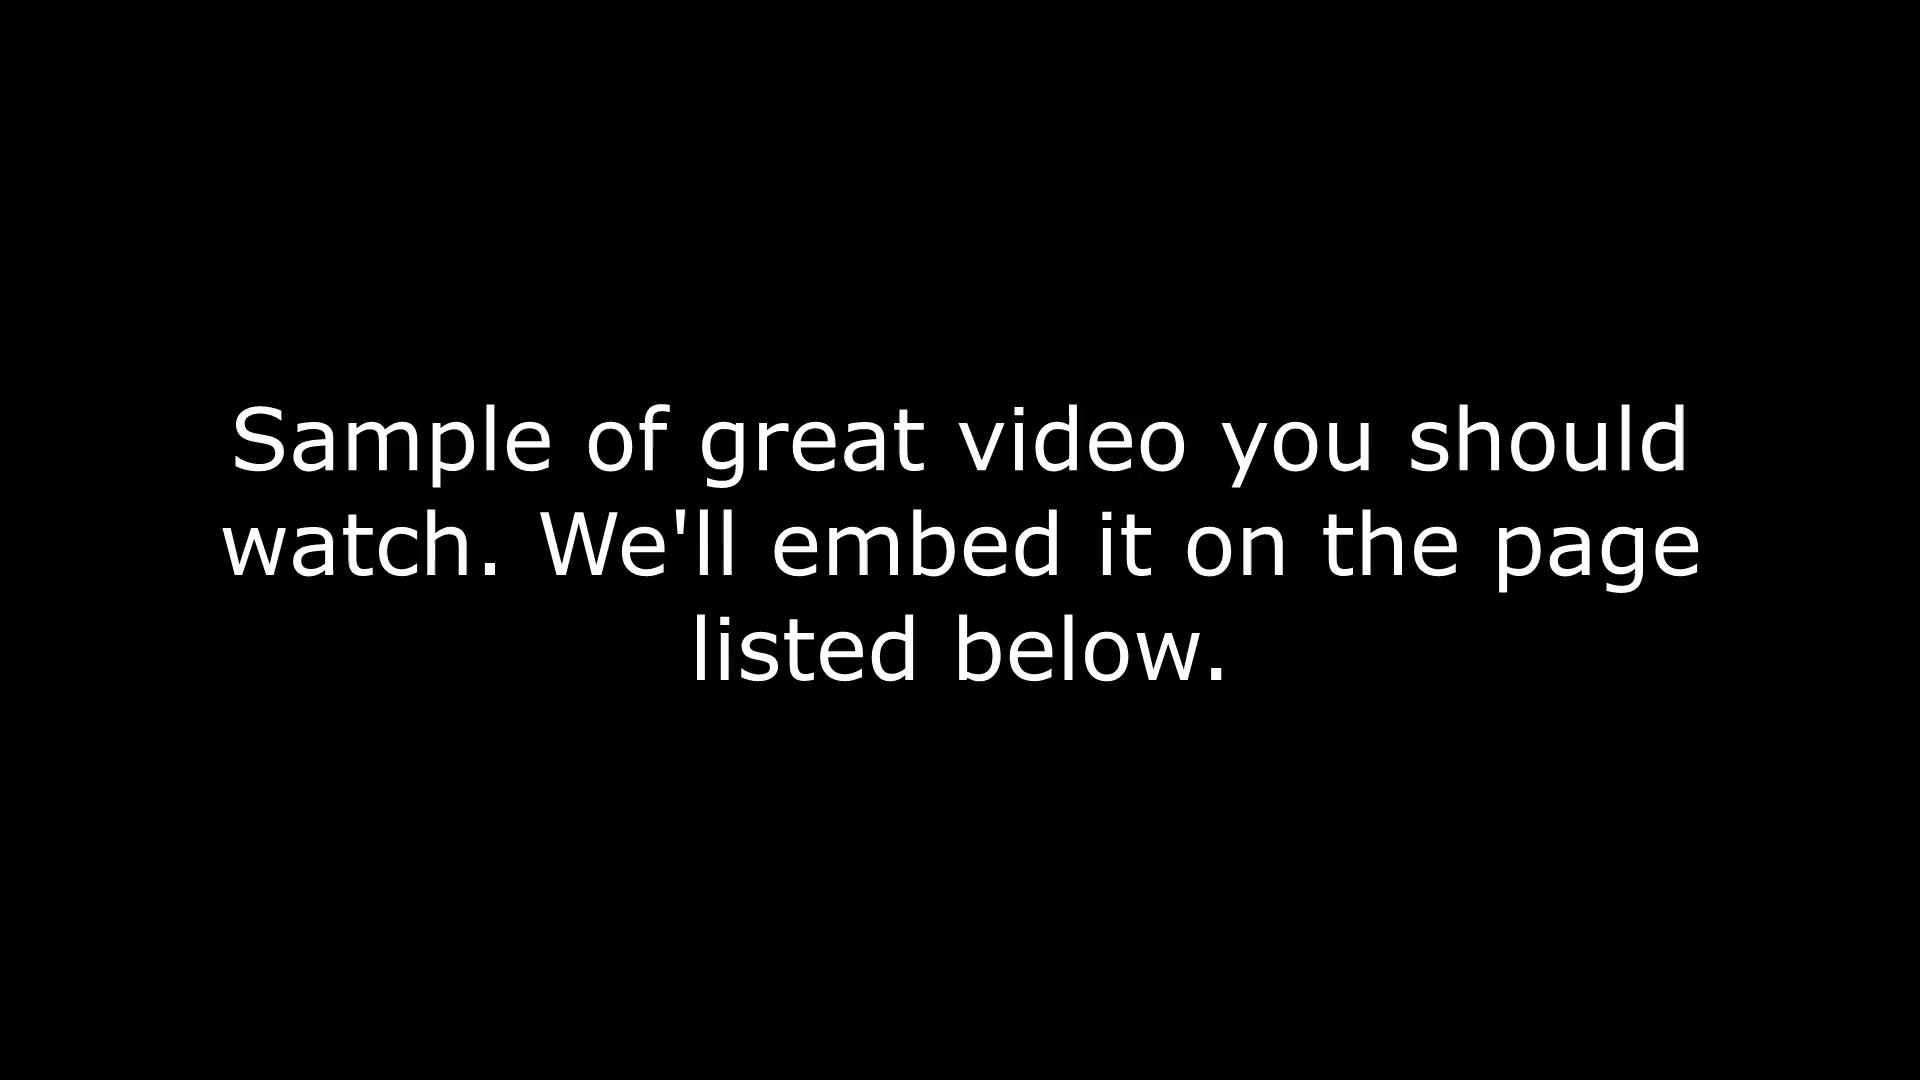 Sample of great video you should
watch. We'll embed it on the page
listed below.